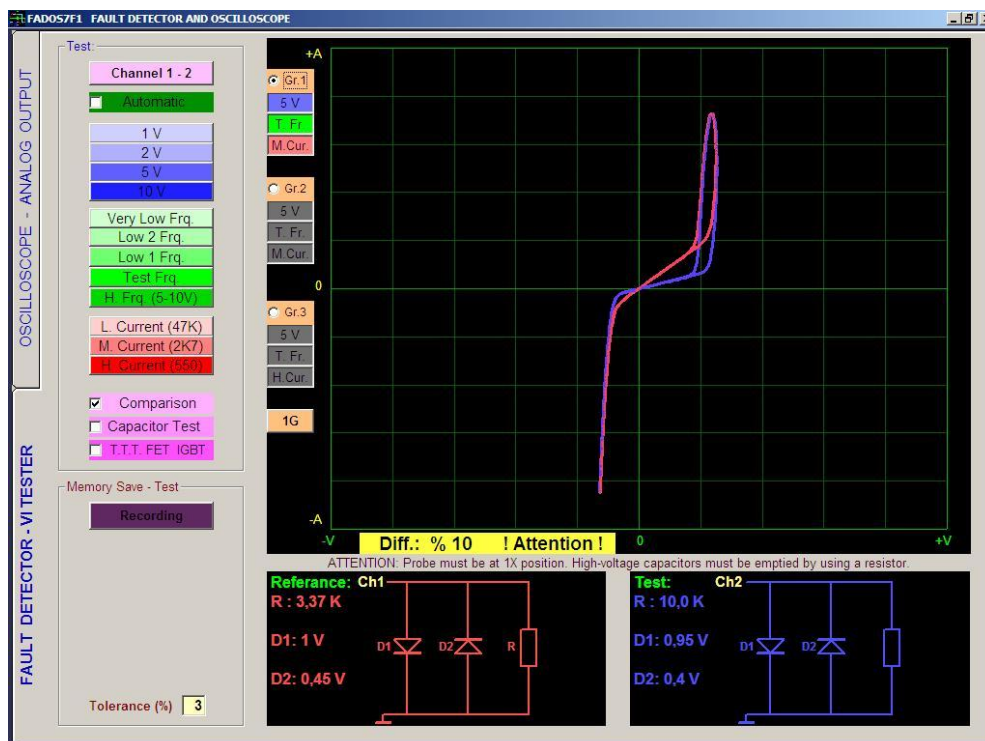 FADOS7F1 FAULT DETECTOR AND OSCILLOSCOPE
OSCILLOSCOPE - ANALOG OUTPUT
FAULT DETECTOR - VI TESTER
Test:
Channel 1 - 2
Automatic
1 V
2 V
5 V
10 V
Very Low Frq.
Low 2 Frq.
Low 1 Frq.
Test Frq.
H. Frq. (5-10V)
L. Current (47K)
M. Current (2K7)
H. Current (550)
Comparison
Capacitor Test
T.T.T. FET IGBT
Memory Save - Test
Recording
Tolerance (%) 3
+A
Gr.1
5 V
T. Fr.
M.Cur.
Gr.2
5 V
T. Fr.
M.Cur.
0
Gr.3
5 V
T. Fr.
H.Cur.
1G
-A
-V
0
+V
Diff.: % 10 ! Attention !
ATTENTION: Probe must be at 1X position. High-voltage capacitors must be emptied by using a resistor.
Referance: Ch1
R : 3,37 K
D1: 1 V
D2: 0,45 V
D1
D2
R
Test: Ch2
R : 10,0 K
D1: 0,95 V
D2: 0,4 V
D1
D2